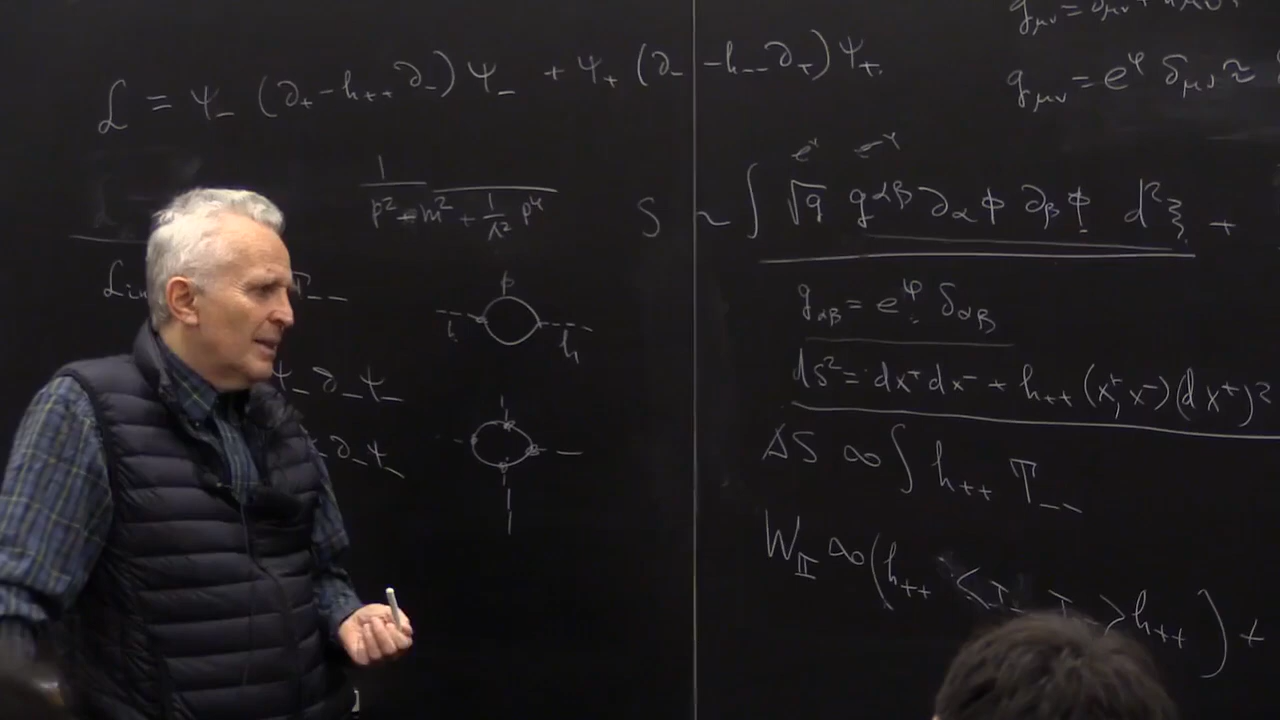 ℒ = ψ₋ (∂₊ - h₊₊ ∂₋) ψ₋ + ψ₊ (∂₋ - h₋₋ ∂₊) ψ₊
1 / (p² + m² + (1/Λ²) p⁴)
p
h
ψ₋ ∂₋ ψ₋
∂₋ ψ₋
g_μν =
g_μν = e^φ δ_μν ≈
e^φ e^-φ
S ~ ∫ √g g^αβ ∂_α ϕ ∂_β ϕ d²ξ +
g_αβ = e^φ δ_αβ
ds² = dx⁺ dx⁻ + h₊₊ (x⁺, x⁻) (dx⁺)²
ΔS ∝ ∫ h₊₊ T₋₋
W_II ∝ (h₊₊ < > h₊₊) +